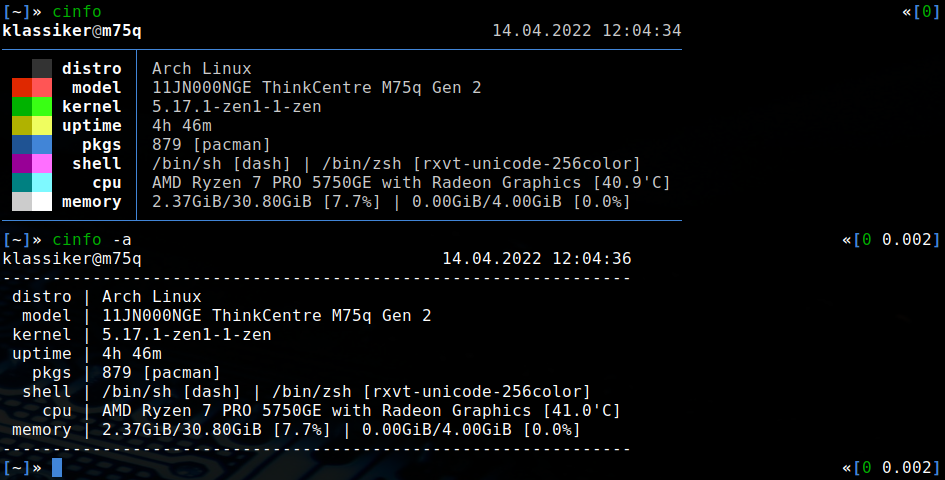 [~]» cinfo «[0]
klassiker@m75q 14.04.2022 12:04:34
distro Arch Linux
model 11JN000NGE ThinkCentre M75q Gen 2
kernel 5.17.1-zen1-1-zen
uptime 4h 46m
pkgs 879 [pacman]
shell /bin/sh [dash] | /bin/zsh [rxvt-unicode-256color]
cpu AMD Ryzen 7 PRO 5750GE with Radeon Graphics [40.9'C]
memory 2.37GiB/30.80GiB [7.7%] | 0.00GiB/4.00GiB [0.0%]
[~]» cinfo -a «[0 0.002]
klassiker@m75q 14.04.2022 12:04:36
---------------------------------------------------------------
distro | Arch Linux
model | 11JN000NGE ThinkCentre M75q Gen 2
kernel | 5.17.1-zen1-1-zen
uptime | 4h 46m
pkgs | 879 [pacman]
shell | /bin/sh [dash] | /bin/zsh [rxvt-unicode-256color]
cpu | AMD Ryzen 7 PRO 5750GE with Radeon Graphics [41.0'C]
memory | 2.37GiB/30.80GiB [7.7%] | 0.00GiB/4.00GiB [0.0%]
---------------------------------------------------------------
[~]» «[0 0.002]